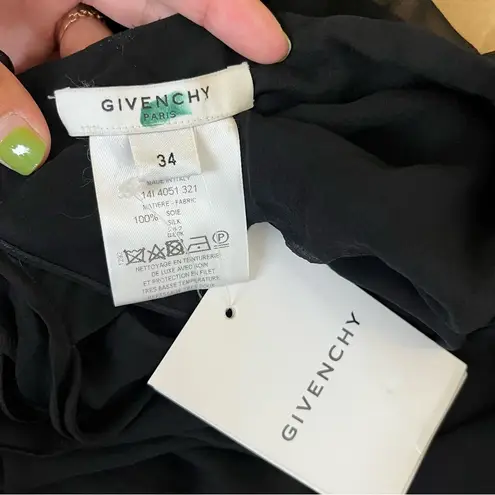 GIVENCHY
PARIS
34
MADE IN ITALY
14I 4051 321
MATIERE - FABRIC
100% SOIE
SILK
NETTOYAGE EN TEINTURERIE
DE LUXE AVEC SOIN
ET PROTECTION EN FILET
TRES BASSE TEMPERATURE
GIVENCHY